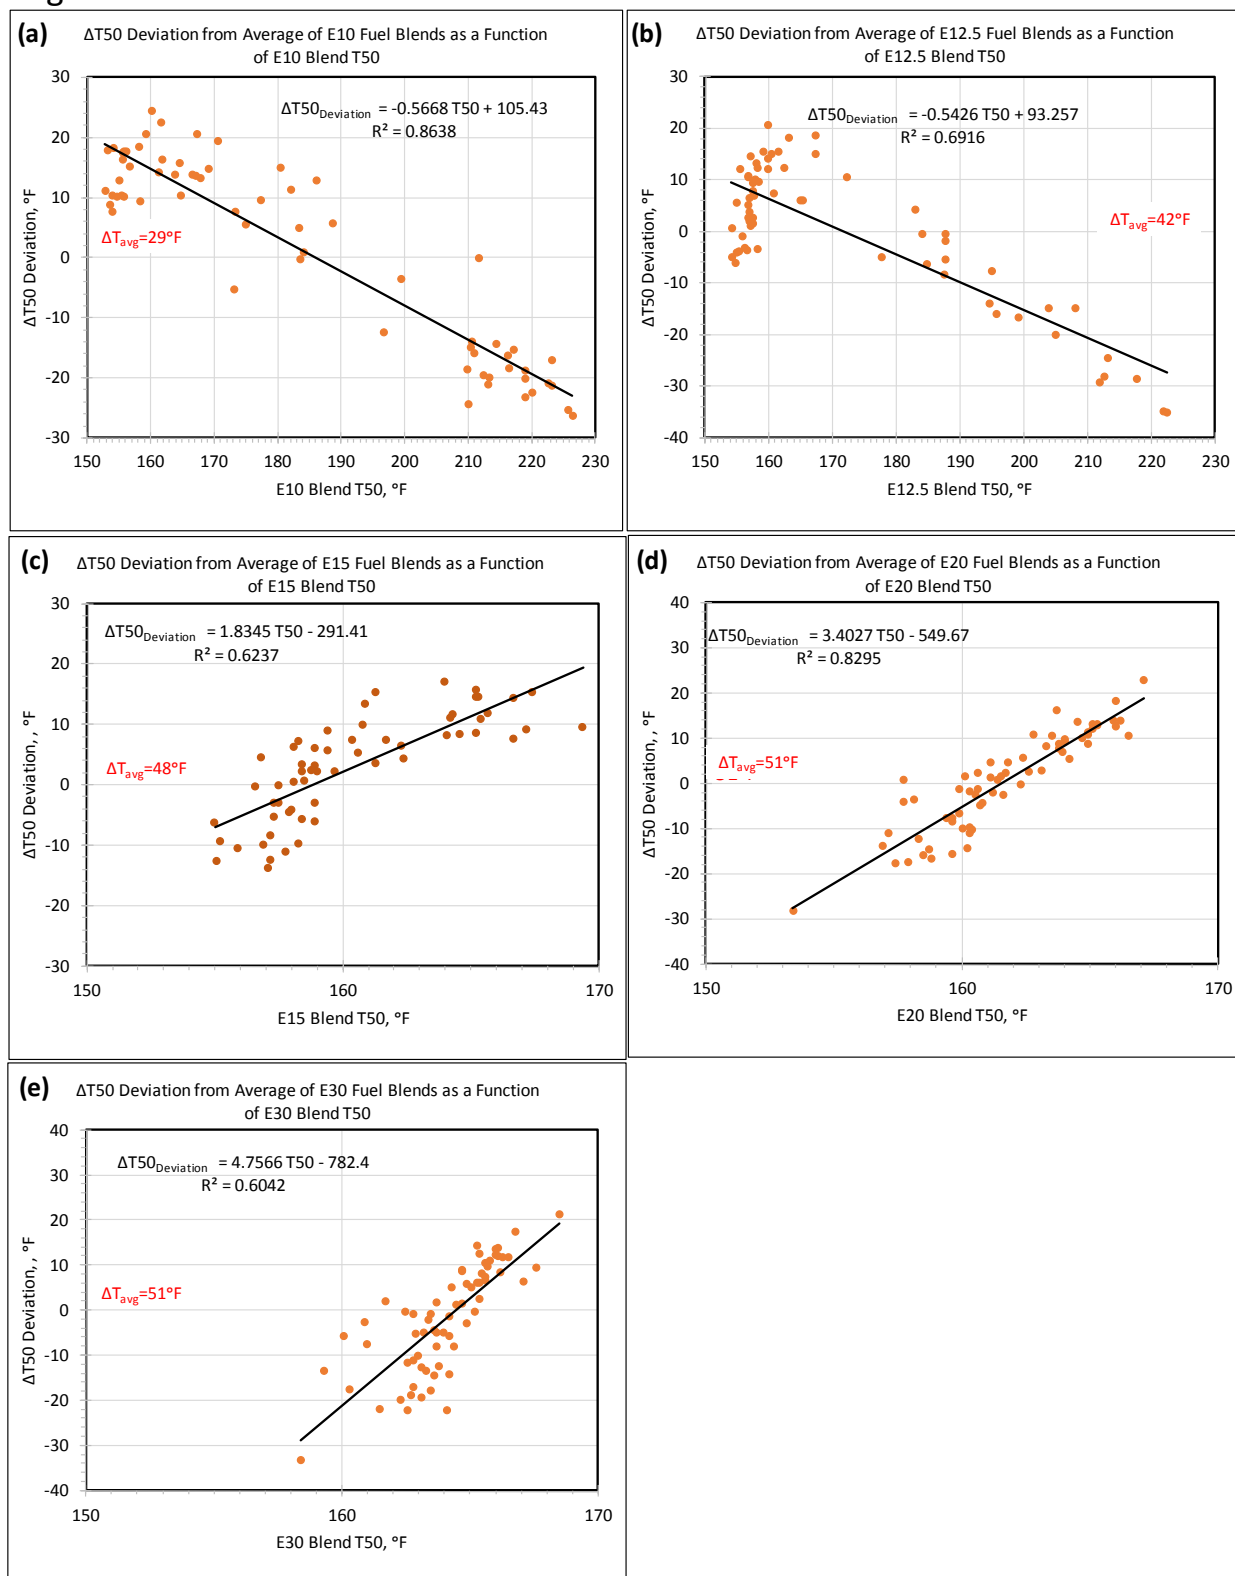 (a) ΔT50 Deviation from Average of E10 Fuel Blends as a Function
of E10 Blend T50
ΔT50Deviation = -0.5668 T50 + 105.43
R² = 0.8638
ΔTavg=29°F
ΔT50 Deviation, °F
30
20
10
0
-10
-20
-30
150 160 170 180 190 200 210 220 230
E10 Blend T50, °F
(b) ΔT50 Deviation from Average of E12.5 Fuel Blends as a Function
of E12.5 Blend T50
ΔT50Deviation = -0.5426 T50 + 93.257
R² = 0.6916
ΔTavg=42°F
ΔT50 Deviation, °F
30
20
10
0
-10
-20
-30
-40
150 160 170 180 190 200 210 220 230
E12.5 Blend T50, °F
(c) ΔT50 Deviation from Average of E15 Fuel Blends as a Function
of E15 Blend T50
ΔT50Deviation = 1.8345 T50 - 291.41
R² = 0.6237
ΔTavg=48°F
ΔT50 Deviation, , °F
30
20
10
0
-10
-20
-30
150 160 170
E15 Blend T50, °F
(d) ΔT50 Deviation from Average of E20 Fuel Blends as a Function
of E20 Blend T50
ΔT50Deviation = 3.4027 T50 - 549.67
R² = 0.8295
ΔTavg=51°F
ΔT50 Deviation, , °F
40
30
20
10
0
-10
-20
-30
-40
150 160 170
E20 Blend T50, °F
(e) ΔT50 Deviation from Average of E30 Fuel Blends as a Function
of E30 Blend T50
ΔT50Deviation = 4.7566 T50 - 782.4
R² = 0.6042
ΔTavg=51°F
ΔT50 Deviation, , °F
40
30
20
10
0
-10
-20
-30
-40
150 160 170
E30 Blend T50, °F